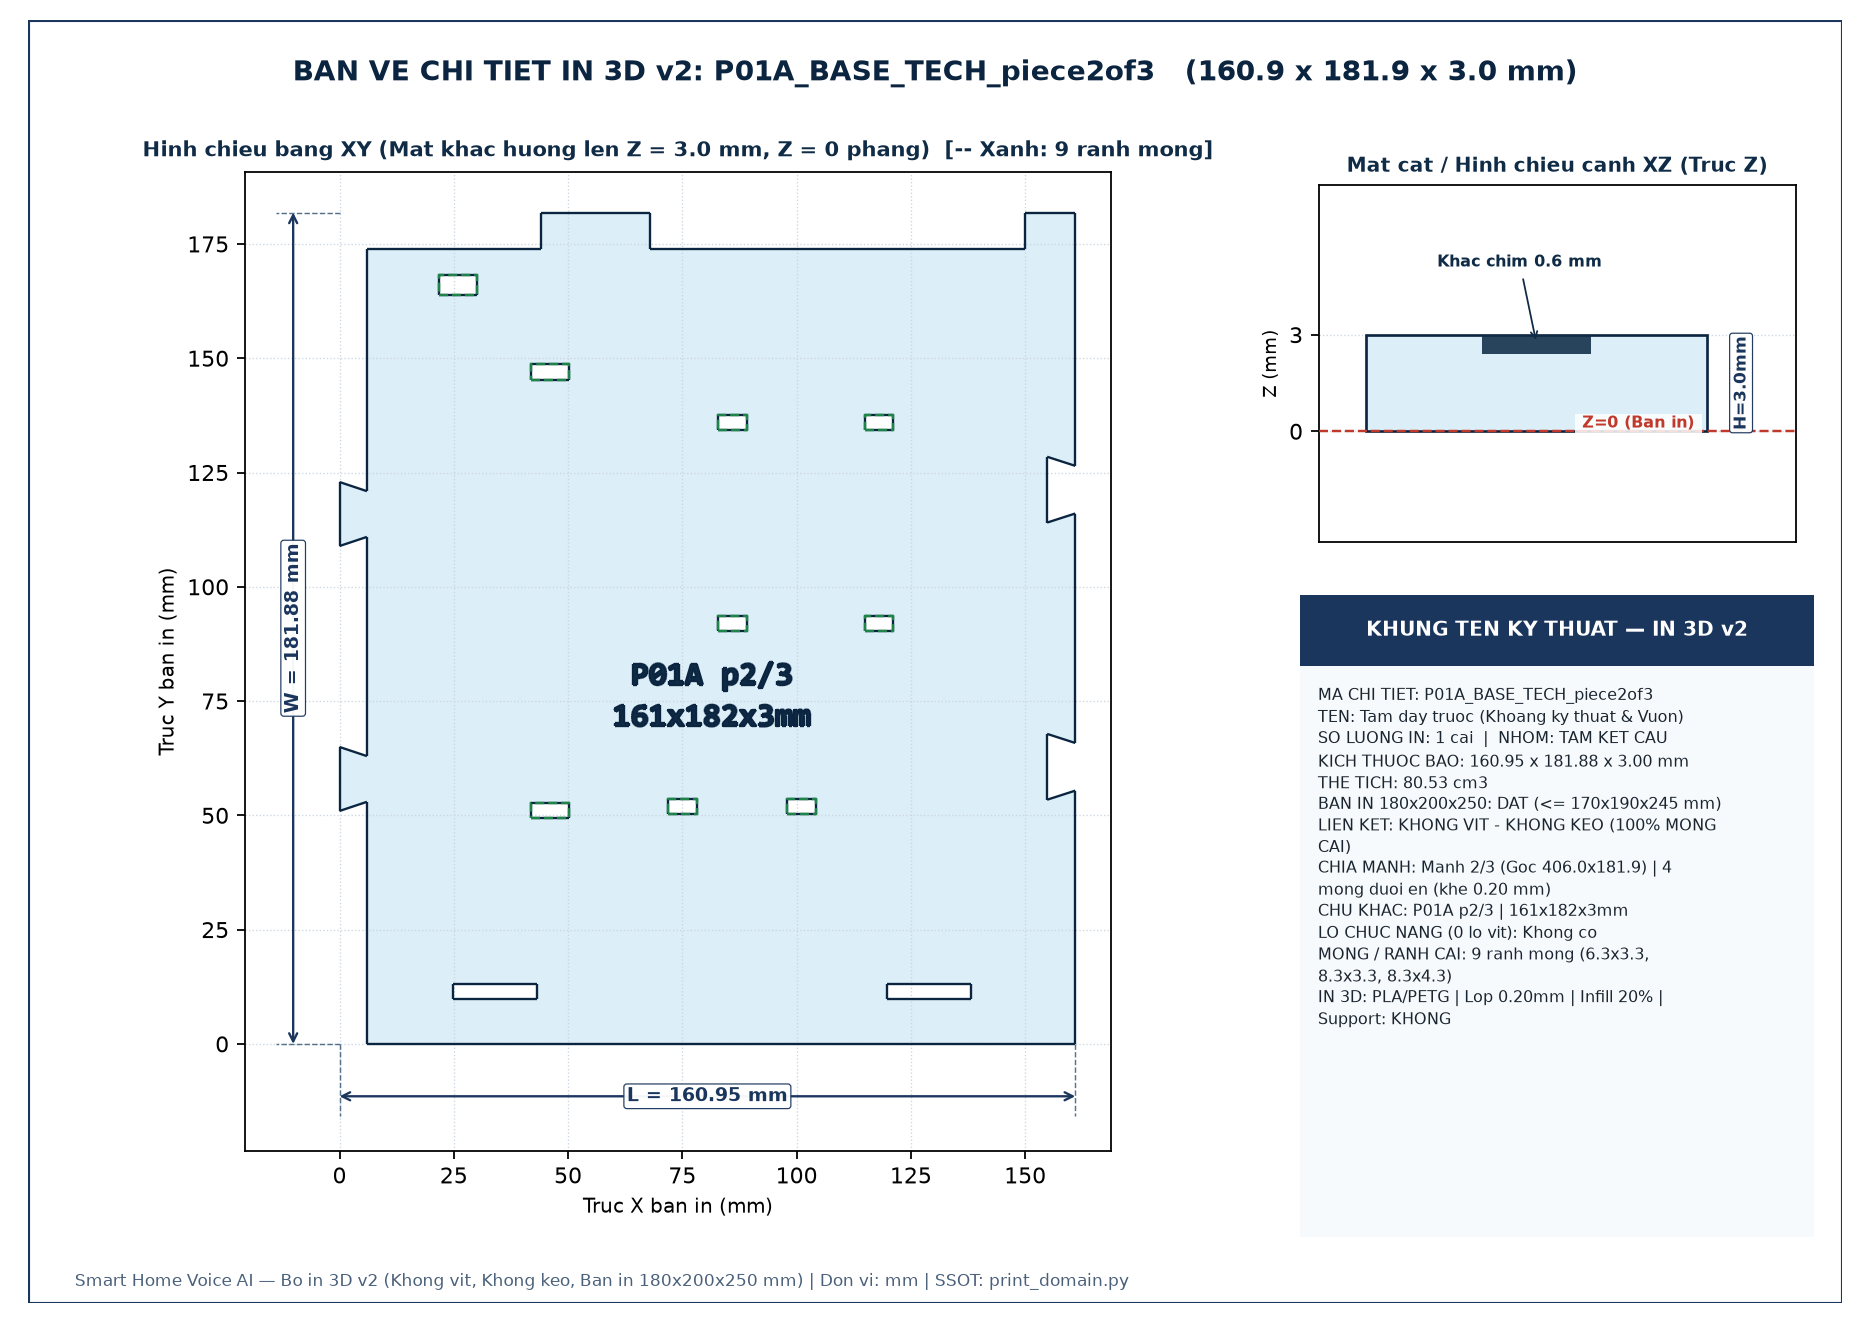 BAN VE CHI TIET IN 3D v2: P01A_BASE_TECH_piece2of3 (160.9 x 181.9 x 3.0 mm)
Hinh chieu bang XY (Mat khac huong len Z = 3.0 mm, Z = 0 phang) [-- Xanh: 9 ranh mong]
175
150
125
100
75
50
25
0
Truc Y ban in (mm)
W = 181.88 mm
P01A p2/3
161x182x3mm
L = 160.95 mm
0 25 50 75 100 125 150
Truc X ban in (mm)
Mat cat / Hinh chieu canh XZ (Truc Z)
Khac chim 0.6 mm
3
0
Z (mm)
Z=0 (Ban in)
H=3.0mm
KHUNG TEN KY THUAT — IN 3D v2
MA CHI TIET: P01A_BASE_TECH_piece2of3
TEN: Tam day truoc (Khoang ky thuat & Vuon)
SO LUONG IN: 1 cai | NHOM: TAM KET CAU
KICH THUOC BAO: 160.95 x 181.88 x 3.00 mm
THE TICH: 80.53 cm3
BAN IN 180x200x250: DAT (<= 170x190x245 mm)
LIEN KET: KHONG VIT - KHONG KEO (100% MONG
CAI)
CHIA MANH: Manh 2/3 (Goc 406.0x181.9) | 4
mong duoi en (khe 0.20 mm)
CHU KHAC: P01A p2/3 | 161x182x3mm
LO CHUC NANG (0 lo vit): Khong co
MONG / RANH CAI: 9 ranh mong (6.3x3.3,
8.3x3.3, 8.3x4.3)
IN 3D: PLA/PETG | Lop 0.20mm | Infill 20% |
Support: KHONG
Smart Home Voice AI — Bo in 3D v2 (Khong vit, Khong keo, Ban in 180x200x250 mm) | Don vi: mm | SSOT: print_domain.py